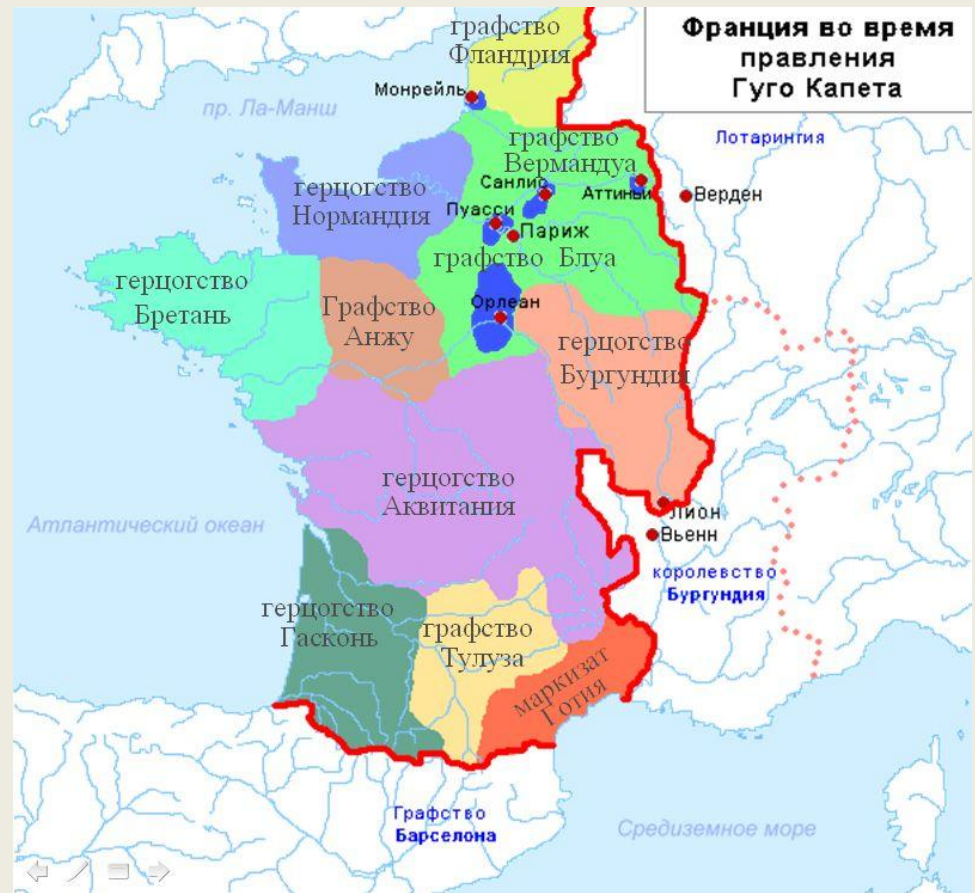 Франция во время
правления
Гуго Капета
графство
Фландрия
Монрейль
пр. Ла-Манш
графство
Вермандуа
Лотарингия
Санлис
Аттиньи
Верден
герцогство
Нормандия
Пуасси
Париж
графство Блуа
герцогство
Бретань
Графство
Анжу
Орлеан
герцогство
Бургундия
герцогство
Аквитания
Лион
Вьенн
Атлантический океан
королевство
Бургундия
герцогство
Гасконь
графство
Тулуза
маркизат
Готия
Графство
Барселона
Средиземное море